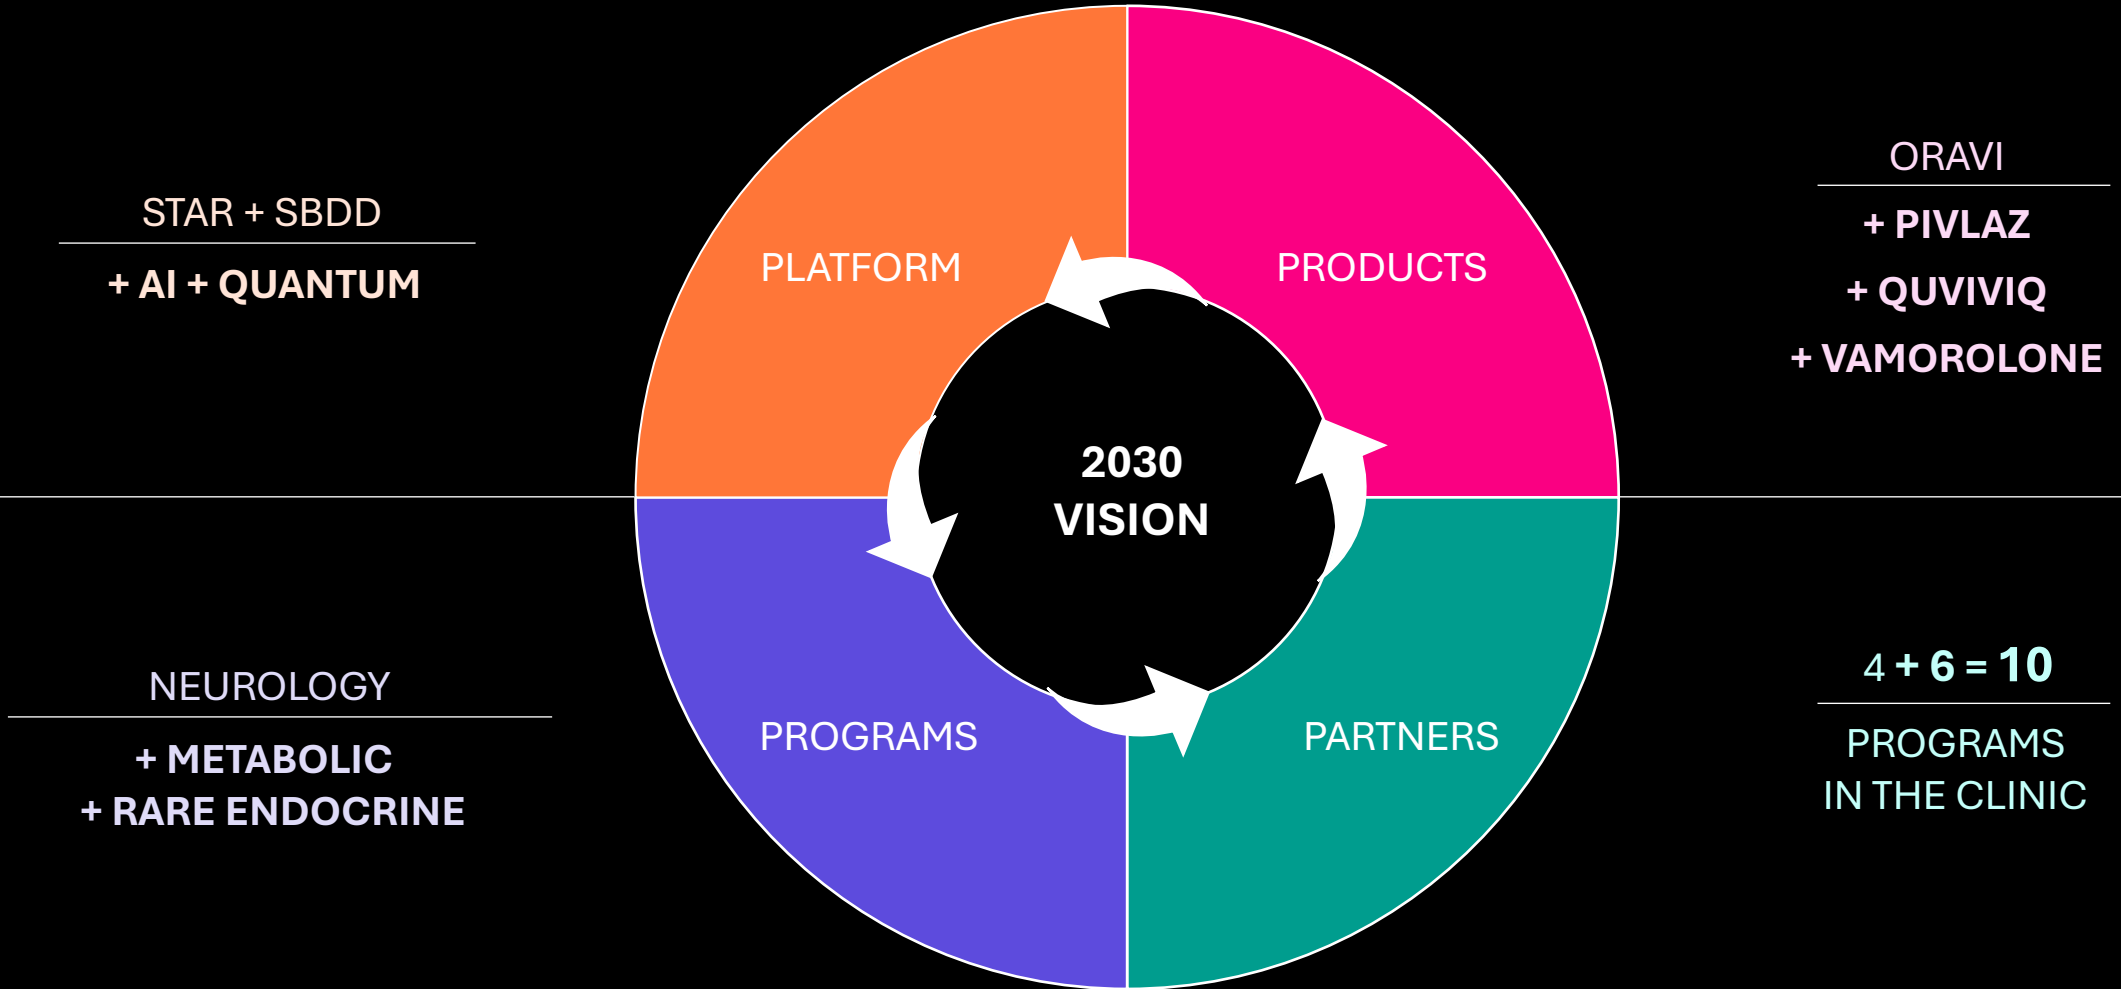 STAR + SBDD
+ AI + QUANTUM
PLATFORM
PRODUCTS
ORAVI
+ PIVLAZ
+ QUVIVIQ
+ VAMOROLONE
2030
VISION
NEUROLOGY
+ METABOLIC
+ RARE ENDOCRINE
PROGRAMS
PARTNERS
4 + 6 = 10
PROGRAMS
IN THE CLINIC